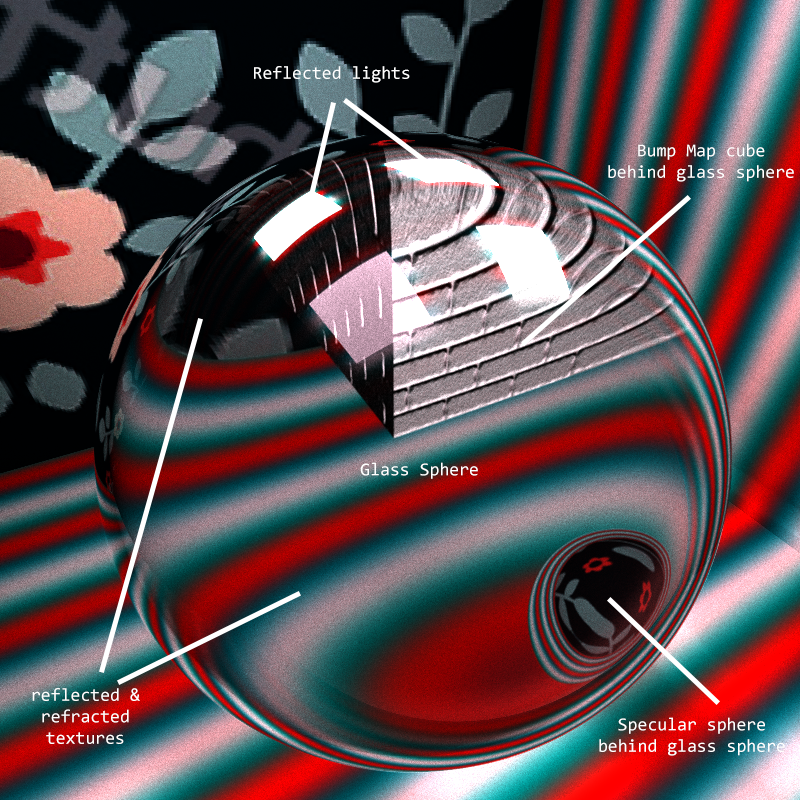 Reflected lights
Bump Map cube
behind glass sphere
Glass Sphere
reflected &
refracted
textures
Specular sphere
behind glass sphere